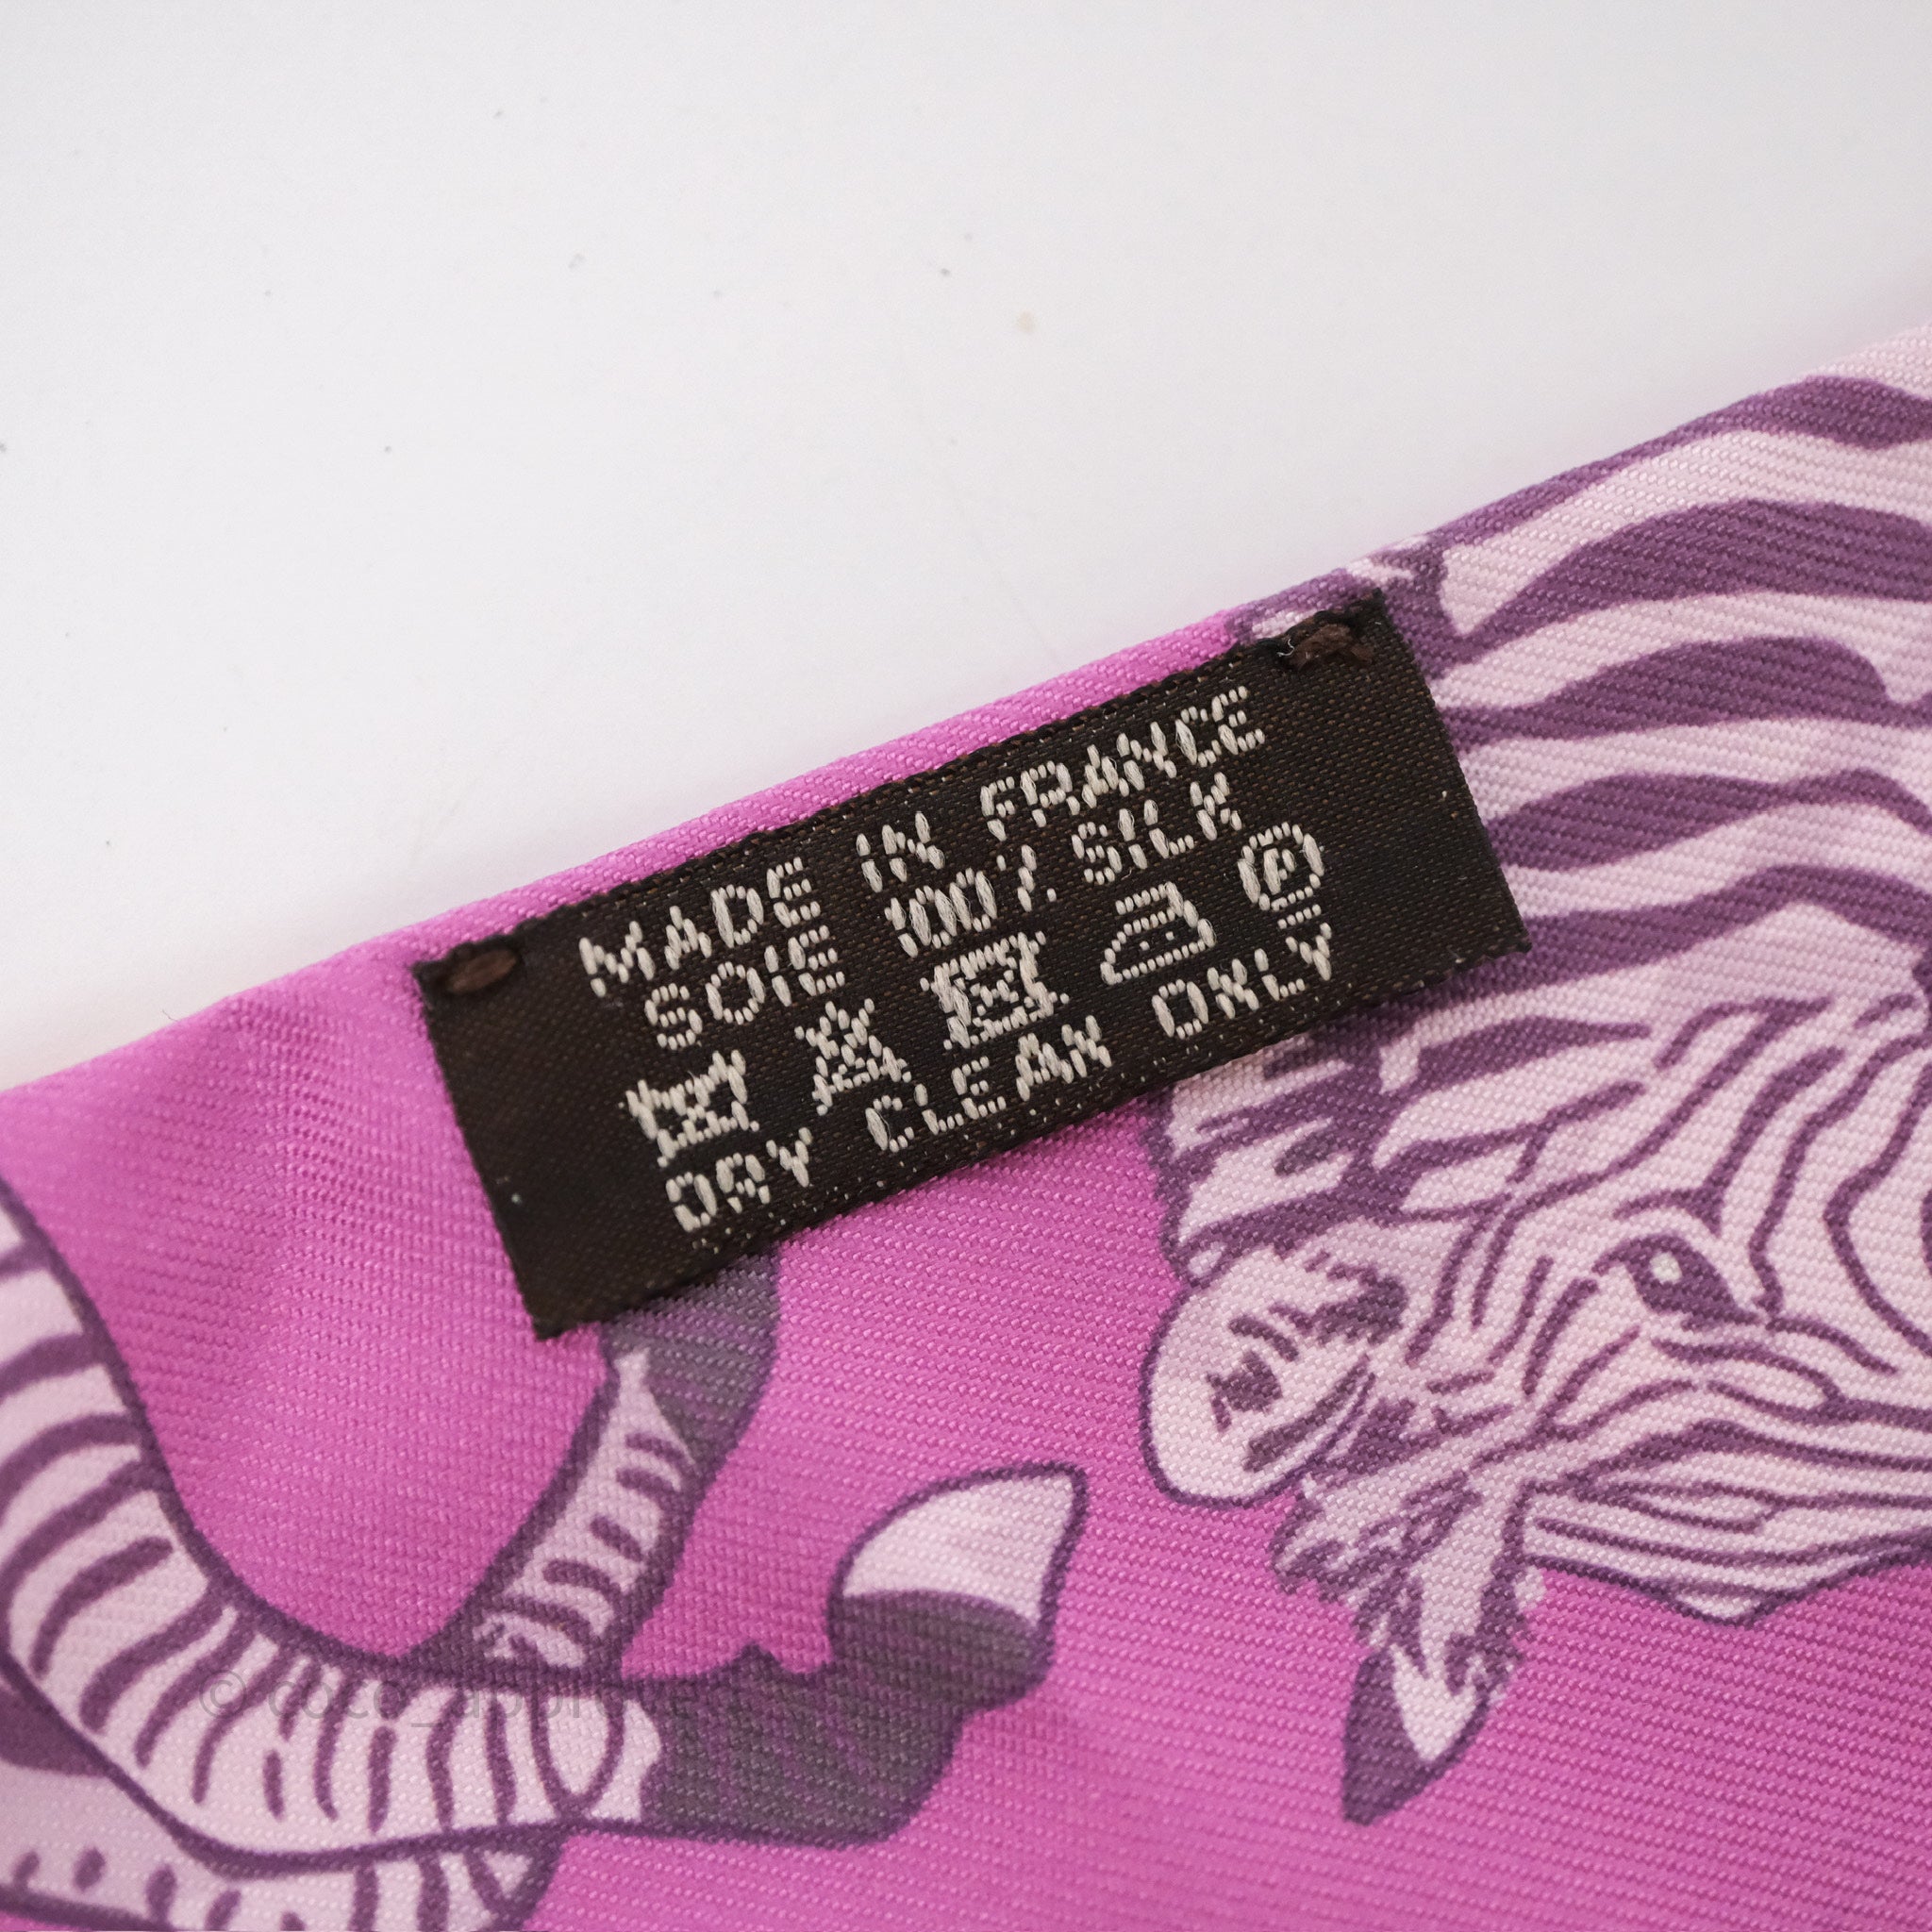 MADE IN FRANCE
SOIE 100% SILK
P
DRY CLEAN ONLY